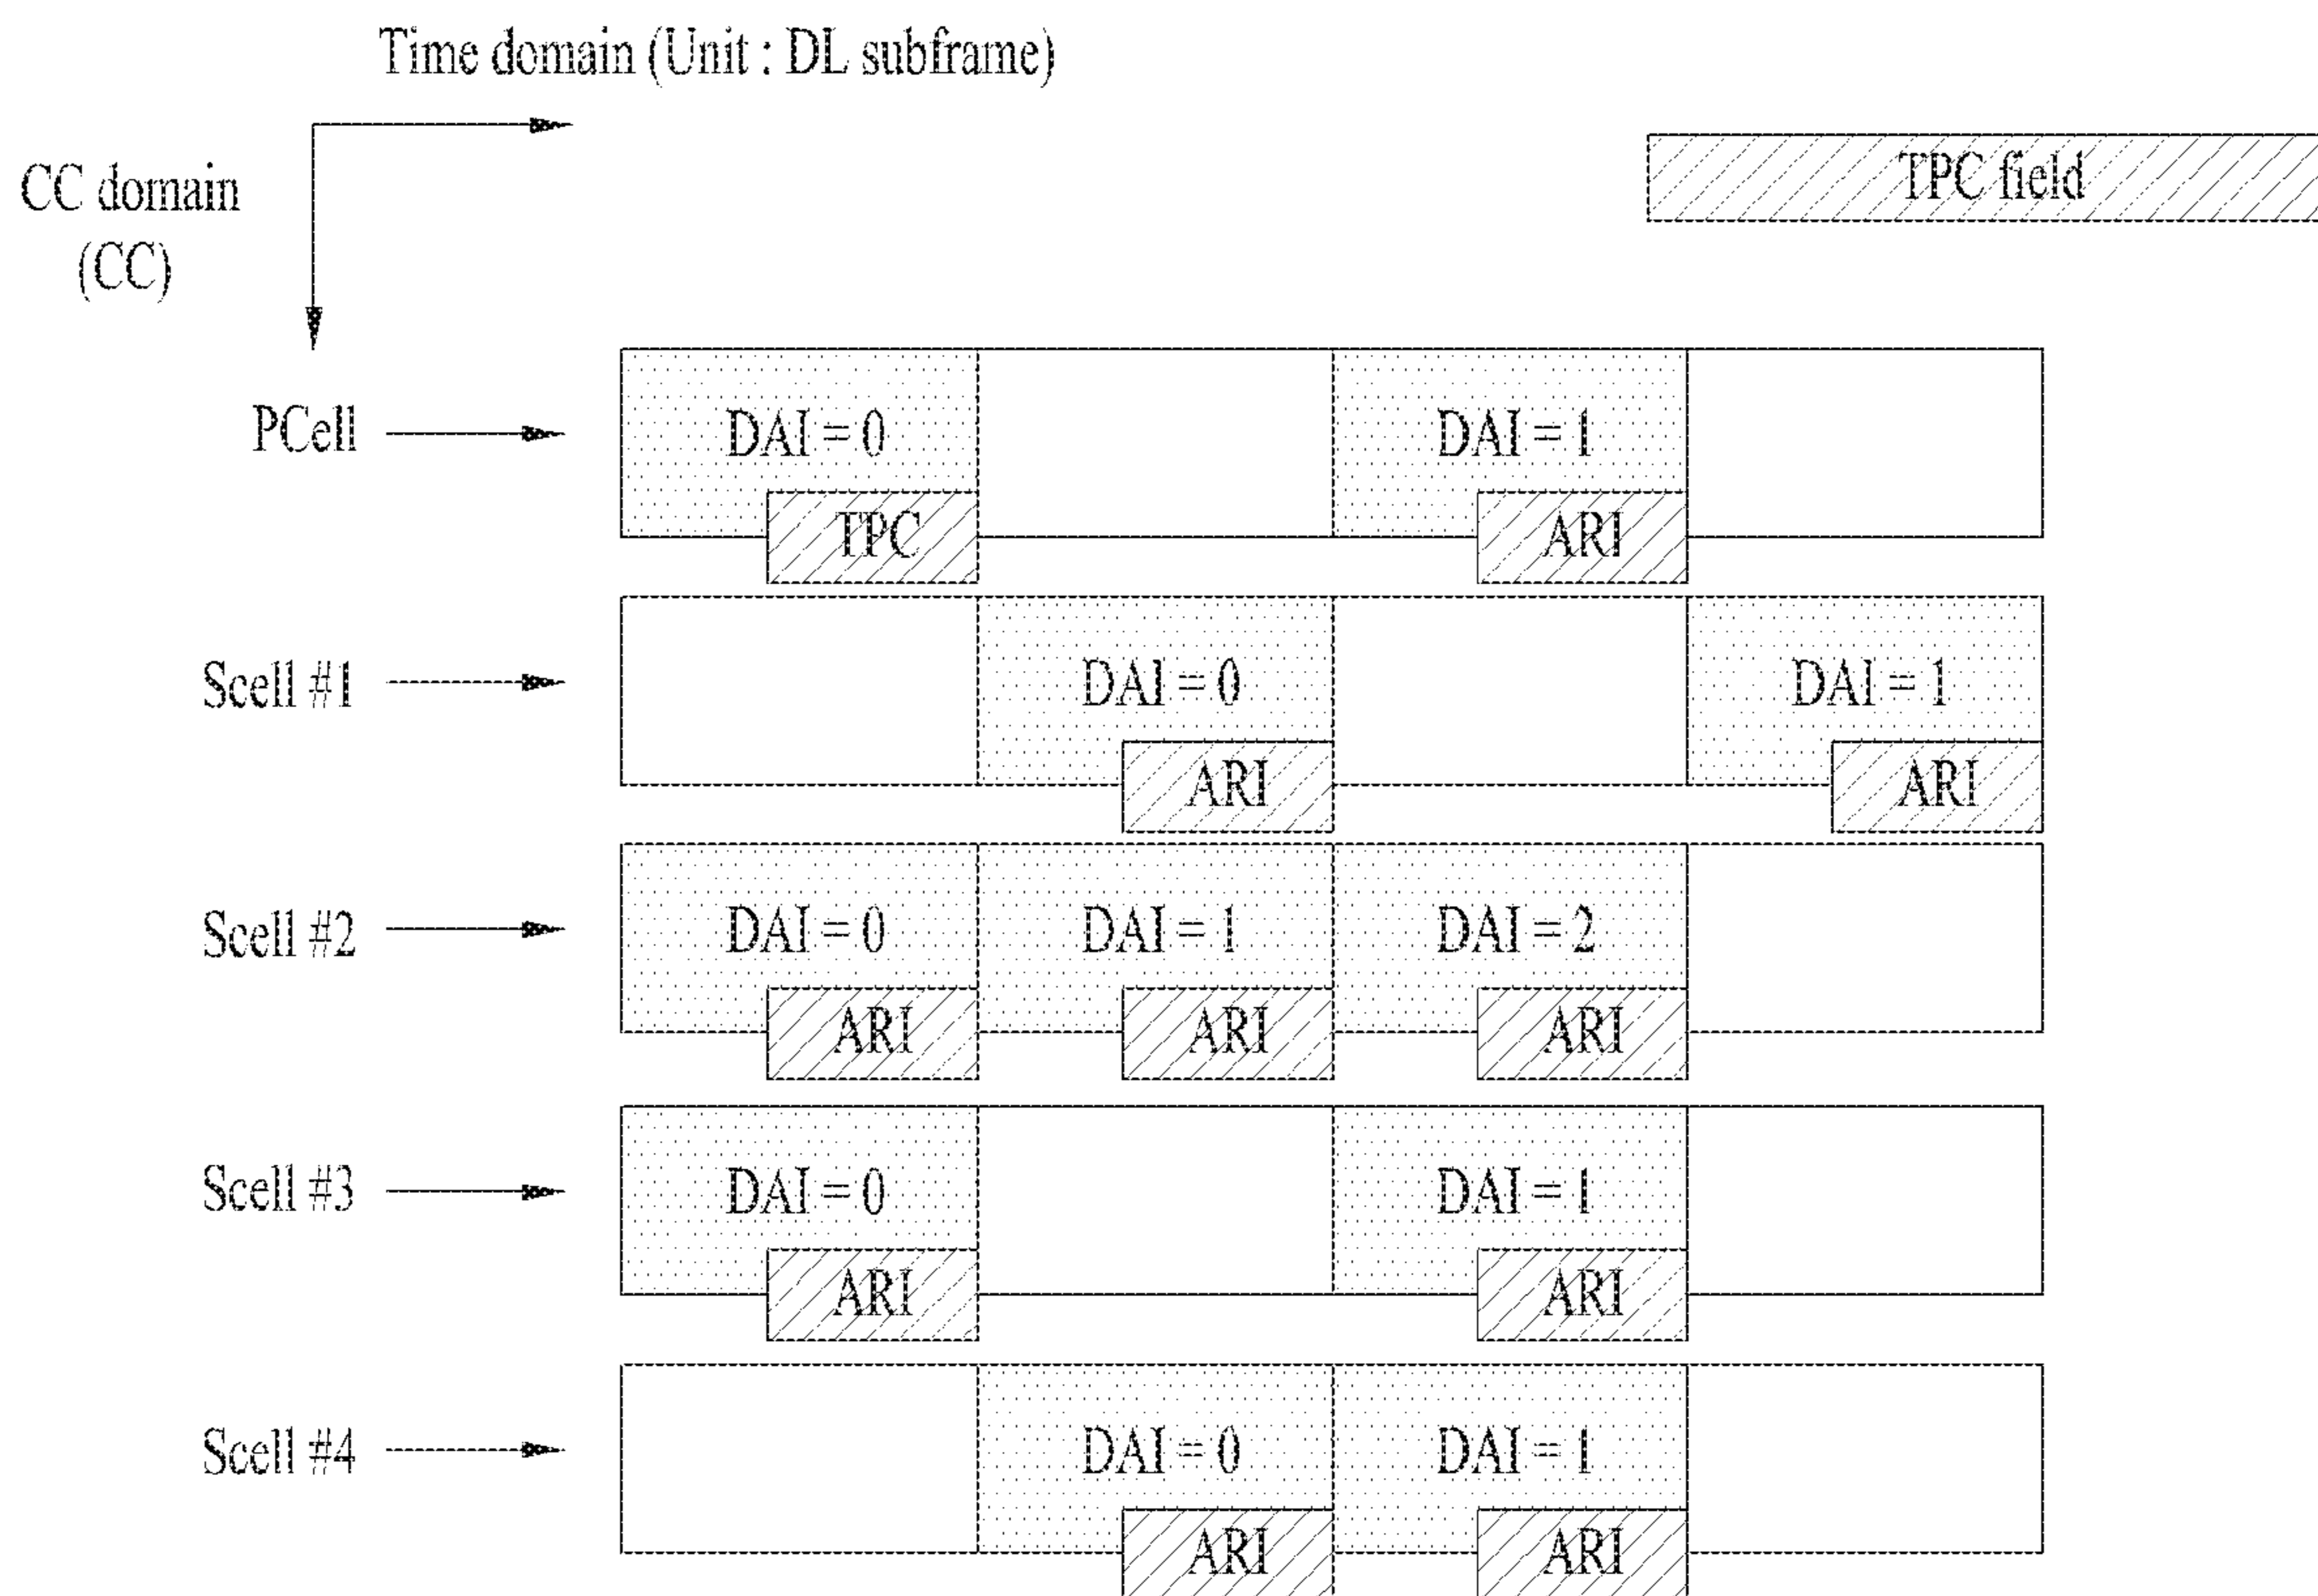 Time domain (Unit : DL subframe)
CC domain
(CC)
TPC field
PCell
DAI = 0
DAI = 1
TPC
ARI
Scell #1
DAI = 0
DAI = 1
ARI
ARI
Scell #2
DAI = 0
DAI = 1
DAI = 2
ARI
ARI
ARI
Scell #3
DAI = 0
DAI = 1
ARI
ARI
Scell #4
DAI = 0
DAI = 1
ARI
ARI